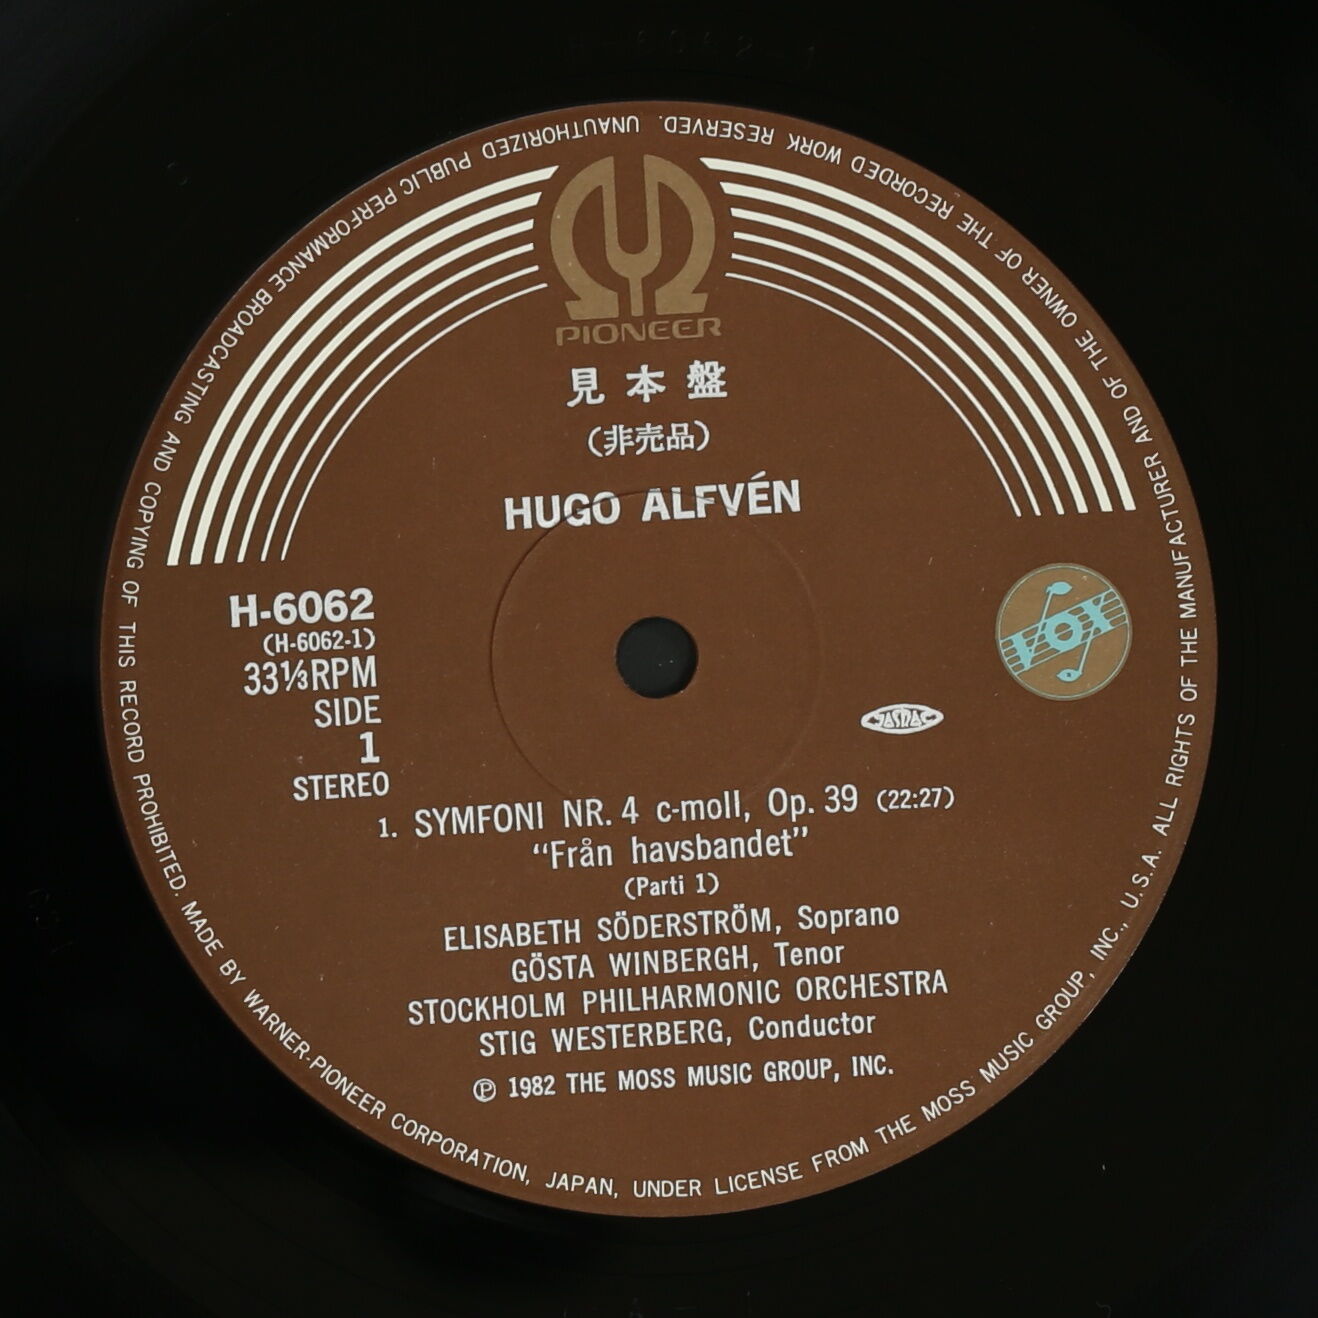 PIONEER
見本盤
(非売品)
HUGO ALFVÉN
H-6062
(H-6062-1)
33⅓RPM
SIDE
1
STEREO
VOX
JASRAC
1. SYMFONI NR. 4 c-moll, Op. 39 (22:27)
"Från havsbandet"
(Parti 1)
ELISABETH SÖDERSTRÖM, Soprano
GÖSTA WINBERGH, Tenor
STOCKHOLM PHILHARMONIC ORCHESTRA
STIG WESTERBERG, Conductor
℗ 1982 THE MOSS MUSIC GROUP, INC.
MADE BY WARNER-PIONEER CORPORATION, JAPAN, UNDER LICENSE FROM THE MOSS MUSIC GROUP, INC., U.S.A. ALL RIGHTS OF THE MANUFACTURER AND OF THE OWNER OF THE RECORDED WORK RESERVED. UNAUTHORIZED PUBLIC PERFORMANCE BROADCASTING AND COPYING OF THIS RECORD PROHIBITED.
H-6062-1